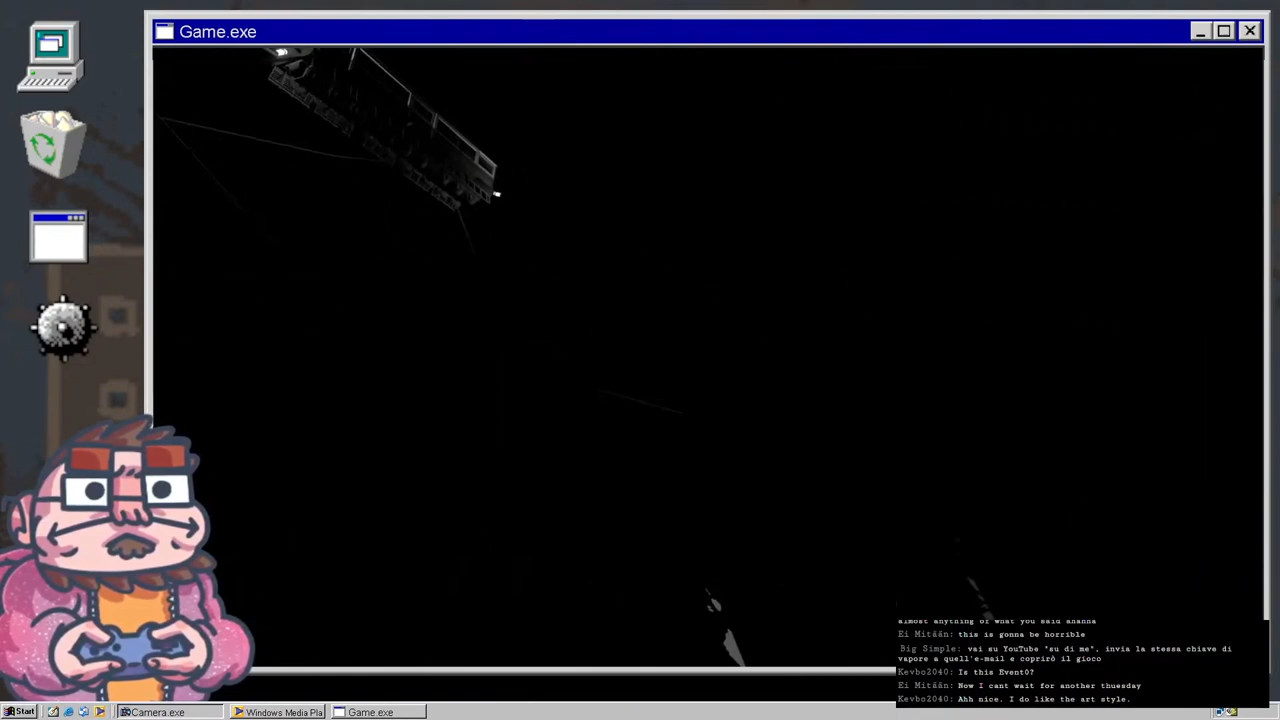 Game.exe
almost anything of what you said ahahha
Ei Mitään: this is gonna be horrible
Big Simple: vai su YouTube "su di me", invia la stessa chiave di
vapore a quell'e-mail e coprirò il gioco
Kevbo2040: Is this Event0?
Ei Mitään: Now I cant wait for another thuesday
Kevbo2040: Ahh nice. I do like the art style.
Start
Camera.exe
Windows Media Pla
Game.exe